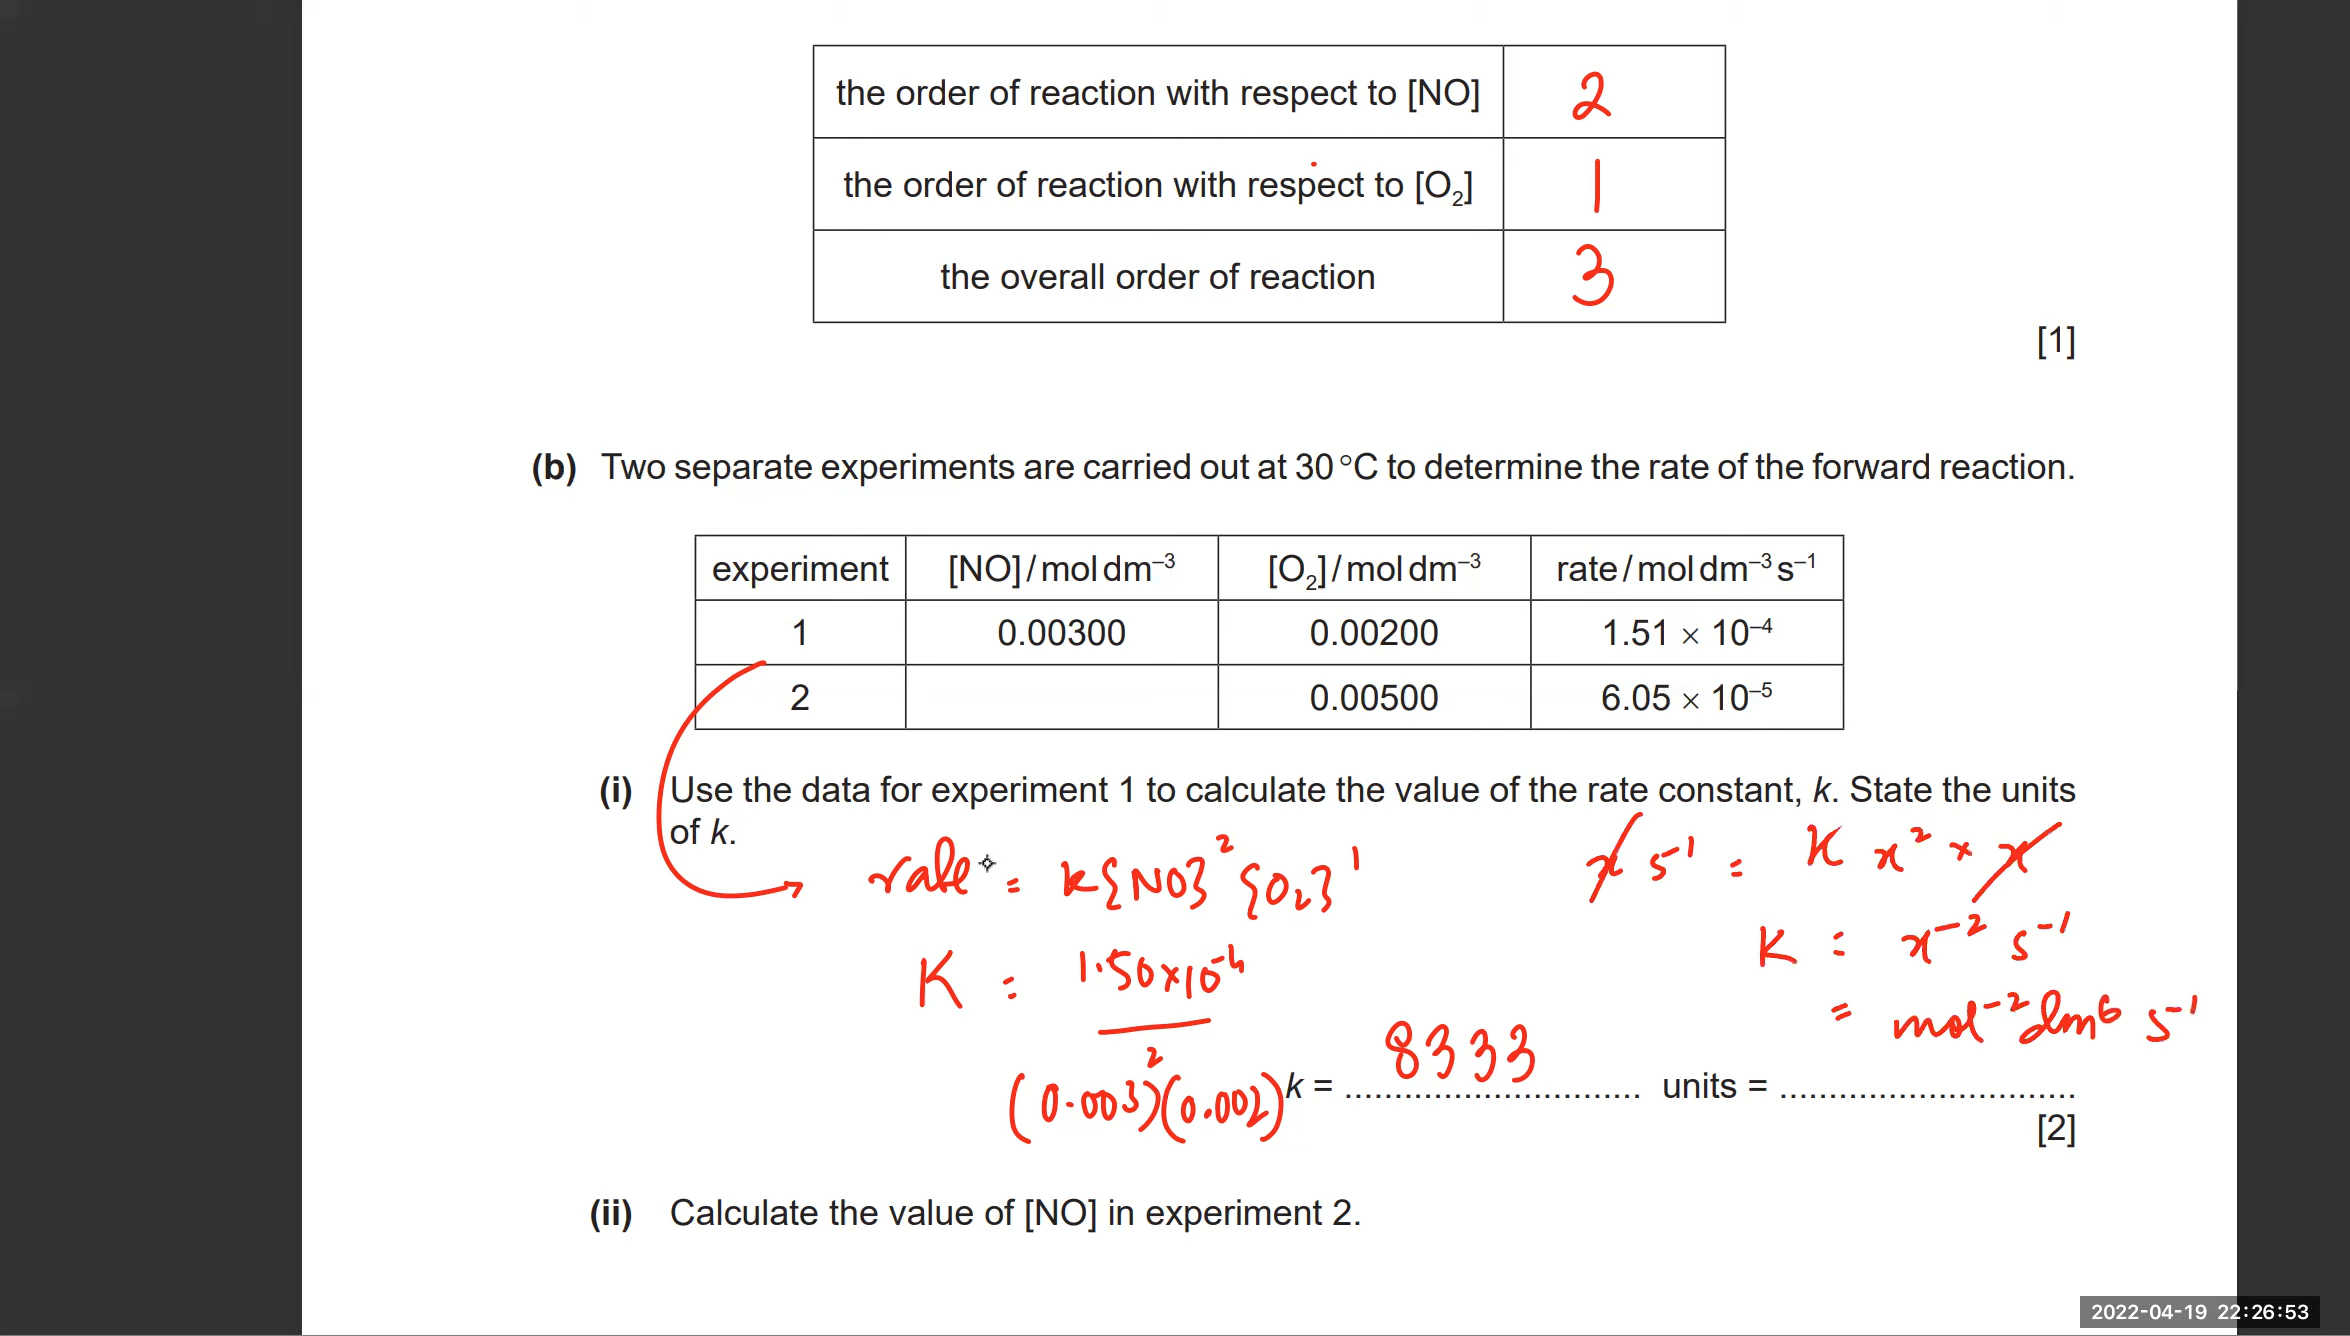 the order of reaction with respect to [NO] 2
the order of reaction with respect to [O₂] 1
the overall order of reaction 3
[1]
(b) Two separate experiments are carried out at 30 °C to determine the rate of the forward reaction.
experiment [NO] / mol dm⁻³ [O₂] / mol dm⁻³ rate / mol dm⁻³ s⁻¹
1 0.00300 0.00200 1.51 × 10⁻⁴
2 0.00500 6.05 × 10⁻⁵
(i) Use the data for experiment 1 to calculate the value of the rate constant, k. State the units
of k.
rate = k{NO}² {O₂}¹
x s⁻¹ = K x² × x
K = x⁻² s⁻¹
K = 1.50×10⁻⁴
= mol⁻² dm⁶ s⁻¹
(0.003)²(0.002)
k = 8333 units = ..............................
[2]
(ii) Calculate the value of [NO] in experiment 2.
2022-04-19 22:26:53